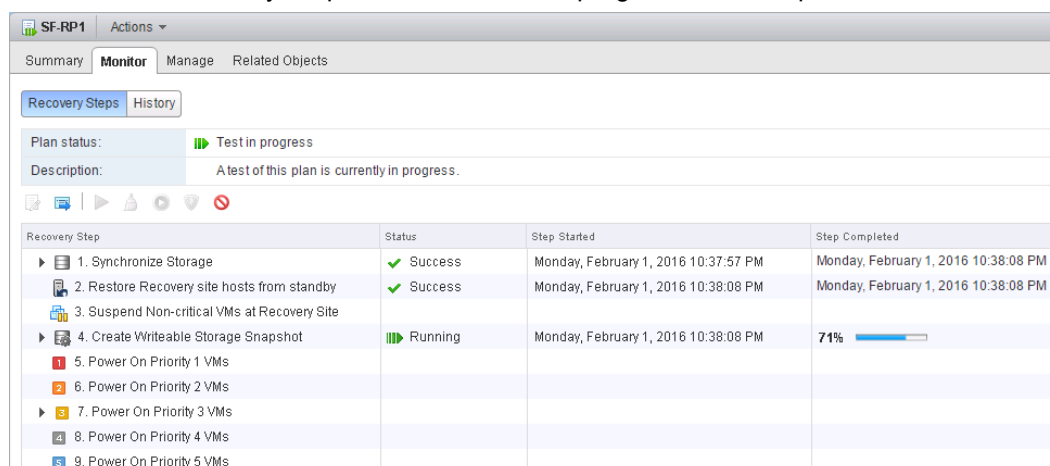 SF-RP1 Actions
Summary Monitor Manage Related Objects
Recovery Steps History
Plan status: Test in progress
Description: A test of this plan is currently in progress.
Recovery Step Status Step Started Step Completed
1. Synchronize Storage Success Monday, February 1, 2016 10:37:57 PM Monday, February 1, 2016 10:38:08 PM
2. Restore Recovery site hosts from standby Success Monday, February 1, 2016 10:38:08 PM Monday, February 1, 2016 10:38:08 PM
3. Suspend Non-critical VMs at Recovery Site
4. Create Writeable Storage Snapshot Running Monday, February 1, 2016 10:38:08 PM 71%
1 5. Power On Priority 1 VMs
2 6. Power On Priority 2 VMs
3 7. Power On Priority 3 VMs
4 8. Power On Priority 4 VMs
5 9. Power On Priority 5 VMs